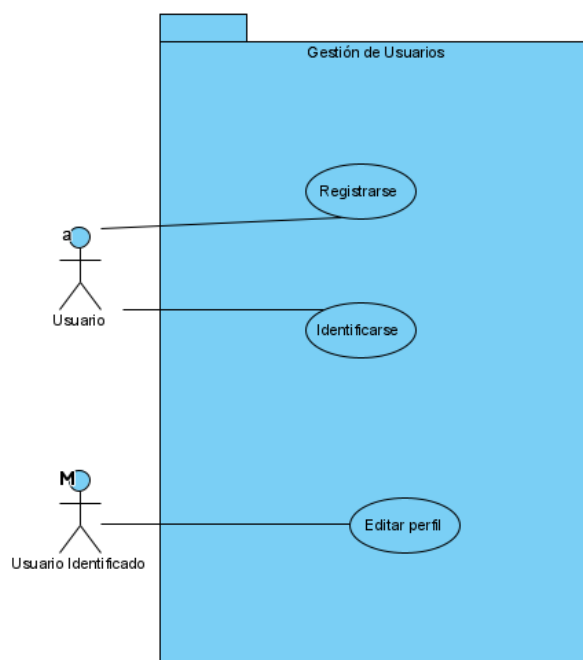 Gestión de Usuarios
Registrarse
a
Usuario
Identificarse
M
Usuario Identificado
Editar perfil